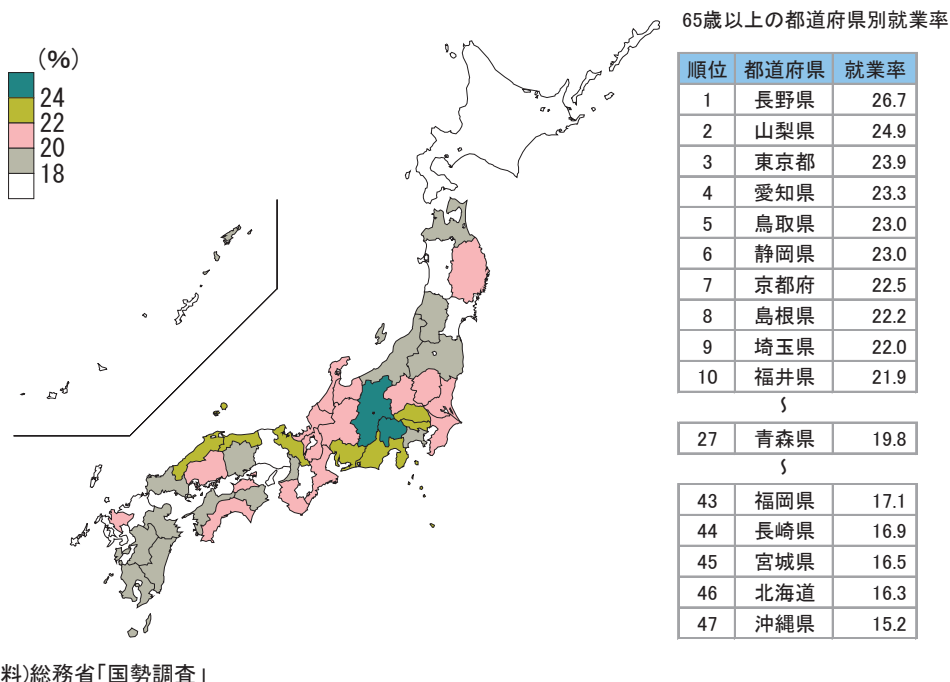 65歳以上の都道府県別就業率
(%)
24
22
20
18
順位 都道府県 就業率
1 長野県 26.7
2 山梨県 24.9
3 東京都 23.9
4 愛知県 23.3
5 鳥取県 23.0
6 静岡県 23.0
7 京都府 22.5
8 島根県 22.2
9 埼玉県 22.0
10 福井県 21.9
〜
27 青森県 19.8
〜
43 福岡県 17.1
44 長崎県 16.9
45 宮城県 16.5
46 北海道 16.3
47 沖縄県 15.2
料)総務省「国勢調査」